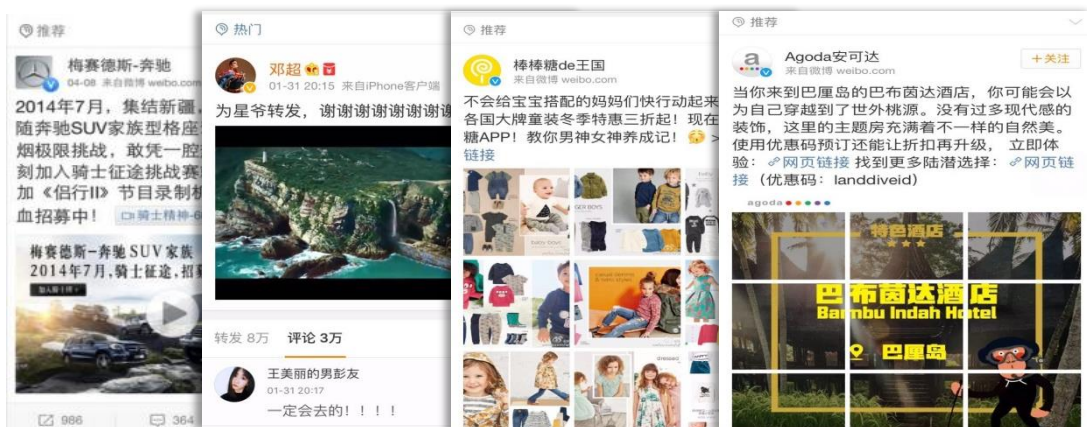 推荐
梅赛德斯-奔驰
04-08 来自微博 weibo.com
2014年7月，集结新疆，
随奔驰SUV家族型格座
烟极限挑战，敢凭一腔
刻加入骑士征途挑战赛
加《侣行II》节目录制机
血招募中！ 骑士精神-6
梅赛德斯-奔驰 SUV 家族
2014年7月,骑士征途,招募
986
364
热门
邓超
01-31 20:15 来自iPhone客户端
为星爷转发，谢谢谢谢谢谢谢谢
转发 8万 评论 3万
王美丽的男彭友
01-31 20:17
一定会去的！！！！
推荐
棒棒糖de王国
来自微博 weibo.com
不会给宝宝搭配的妈妈们快行动起来
各国大牌童装冬季特惠三折起！现在
糖APP！教你男神女神养成记！ >
链接
推荐
Agoda安可达
来自微博 weibo.com
+关注
当你来到巴厘岛的巴布茵达酒店，你可能会以
为自己穿越到了世外桃源。没有过多现代感的
装饰，这里的主题房充满着不一样的自然美。
使用优惠码预订还能让折扣再升级， 立即体
验：网页链接 找到更多陆潜选择：网页链
接（优惠码：landdiveid）
agoda
特色酒店
巴布茵达酒店
Bambu Indah Hotel
巴厘岛